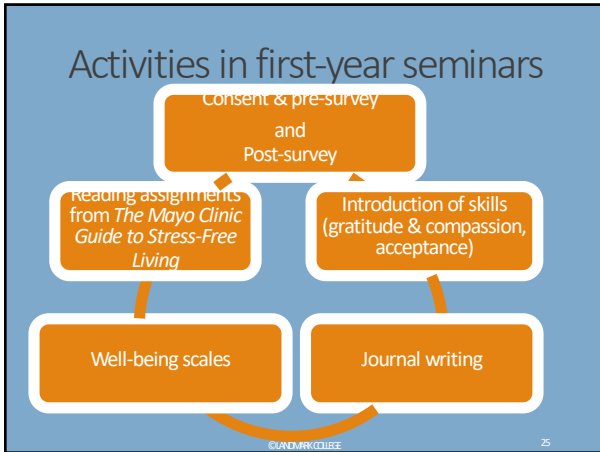 Activities in first-year seminars
Consent & pre-survey
and
Post-survey
Reading assignments
from The Mayo Clinic
Guide to Stress-Free
Living
Introduction of skills
(gratitude & compassion,
acceptance)
Well-being scales
Journal writing
©LANDMARK COLLEGE
25